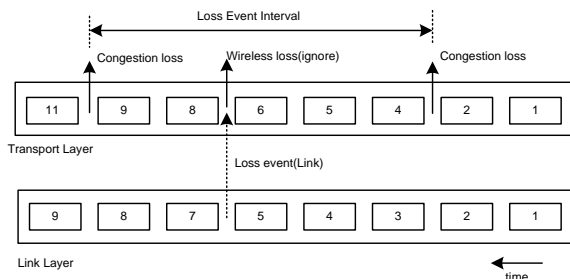 Loss Event Interval
Congestion loss
Wireless loss(ignore)
Congestion loss
11 9 8 6 5 4 2 1
Transport Layer
Loss event(Link)
9 8 7 5 4 3 2 1
Link Layer
time